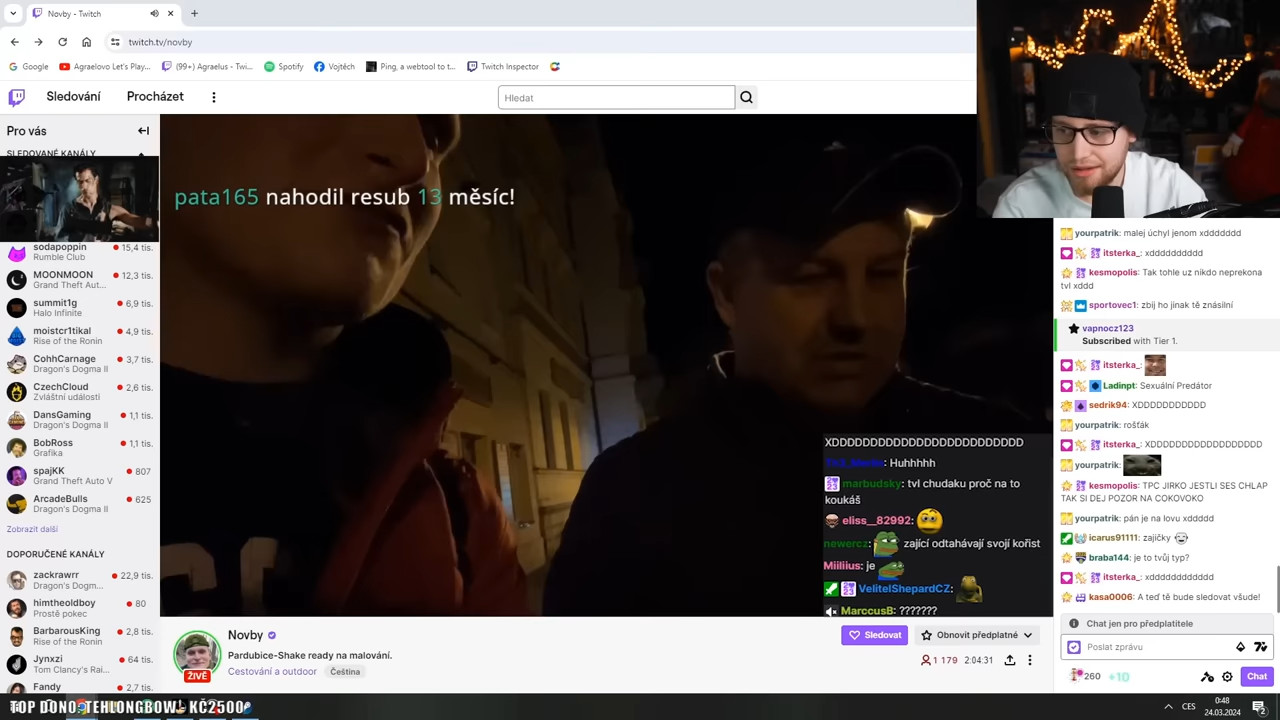 Novby - Twitch
twitch.tv/novby
Google
Agraelovo Let's Play...
(99+) Agraelus - Twi...
Spotify
Vojtěch
Ping, a webtool to t...
Twitch Inspector
Sledování
Procházet
Hledat
Pro vás
SLEDOVANÉ KANÁLY
sodapoppin
15,4 tis.
Rumble Club
MOONMOON
12,3 tis.
Grand Theft Aut...
summit1g
6,9 tis.
Halo Infinite
moistcr1tikal
4,9 tis.
Rise of the Ronin
CohhCarnage
3,7 tis.
Dragon's Dogma II
CzechCloud
2,6 tis.
Zvláštní události
DansGaming
1,1 tis.
Dragon's Dogma II
BobRoss
1,1 tis.
Grafika
spajKK
807
Grand Theft Auto V
ArcadeBulls
625
Dragon's Dogma II
Zobrazit další
DOPORUČENÉ KANÁLY
zackrawrr
22,9 tis.
Dragon's Dogm...
himtheoldboy
80
Prostě pokec
BarbarousKing
2,8 tis.
Rise of the Ronin
Jynxzi
64 tis.
Tom Clancy's Rai...
Fandy
2,7 tis.
pata165 nahodil resub 13 měsíc!
XDDDDDDDDDDDDDDDDDDDDDDDDD
Huhhhhh
marbudsky: tvl chudaku proč na to
koukáš
eliss__82992:
newercz: zající odtahávají svojí kořist
Miiliius: je
VelitelShepardCZ:
MarccusB: ???????
Novby
Pardubice-Shake ready na malování.
Cestování a outdoor
Čeština
ŽIVĚ
Sledovat
Obnovit předplatné
1 179
2:04:31
yourpatrik: malej úchyl jenom xddddddd
itsterka_: xdddddddddd
kesmopolis: Tak tohle uz nikdo neprekona
tvl xddd
sportovec1: zbij ho jinak tě znásilní
vapnocz123
Subscribed with Tier 1.
itsterka_:
Ladinpt: Sexuální Predátor
sedrik94: XDDDDDDDDDDD
yourpatrik: rošťák
itsterka_: XDDDDDDDDDDDDDDDDDD
yourpatrik:
kesmopolis: TPC JIRKO JESTLI SES CHLAP
TAK SI DEJ POZOR NA COKOVOKO
yourpatrik: pán je na lovu xddddd
icarus91111: zajíčky
braba144: je to tvůj typ?
itsterka_: xdddddddddddd
kasa0006: A teď tě bude sledovat všude!
Chat jen pro předplatitele
Poslat zprávu
260
+10
Chat
TOP DONO: TEHLONGBOW - KČ2500
CES
0:48
24.03.2024
2